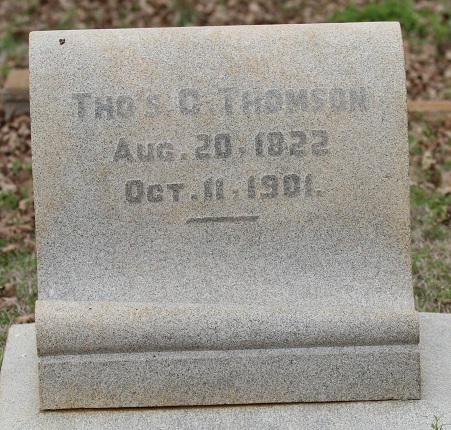 Tho's. C. Thomson
Aug. 20, 1822
Oct. 11, 1901.